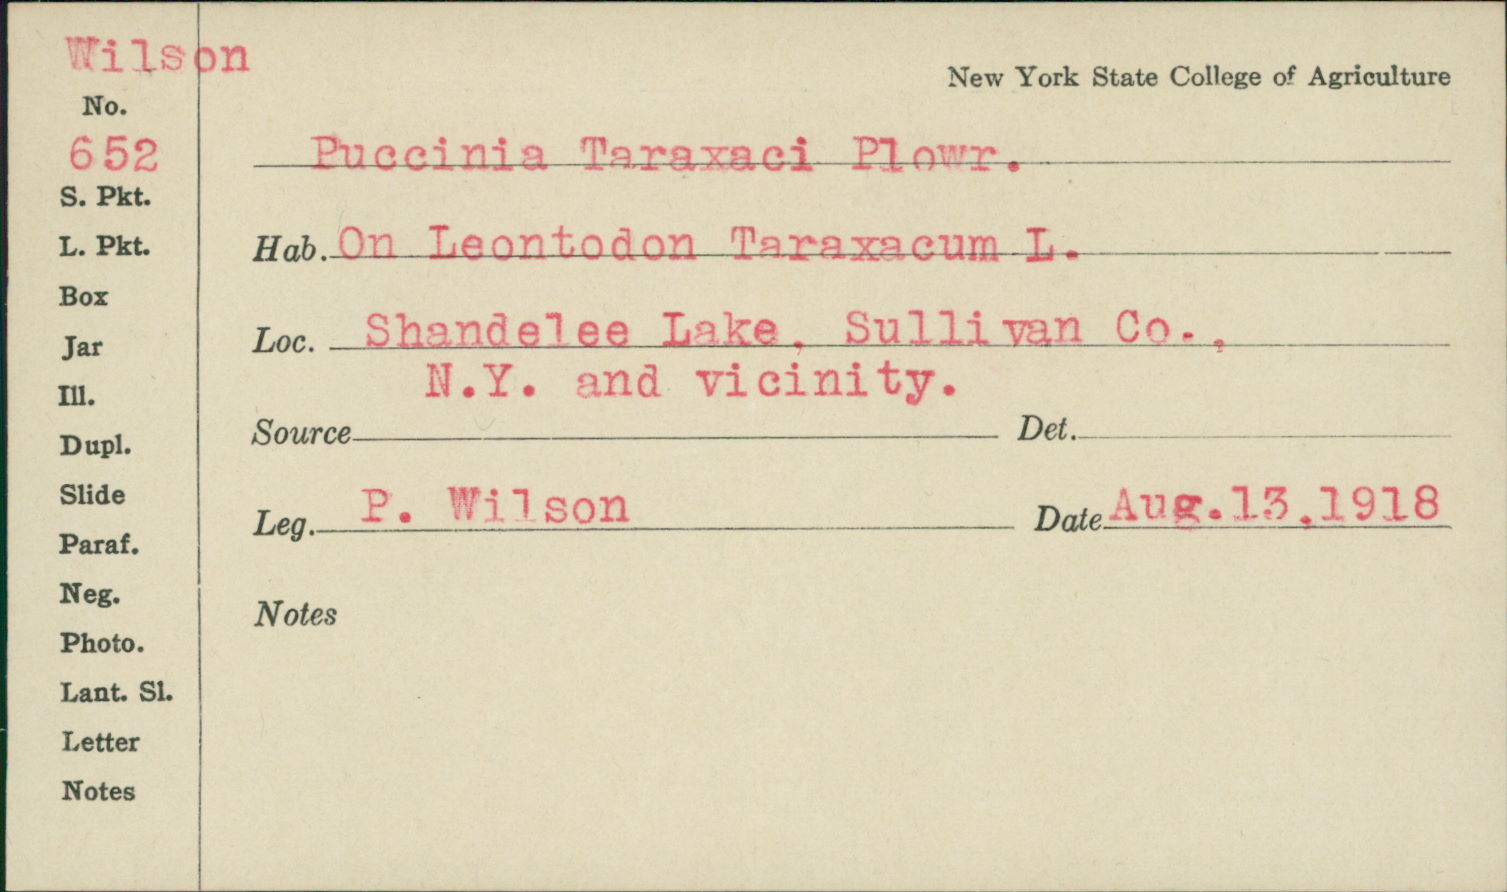 Wilson
New York State College of Agriculture
No.
652
Puccinia Taraxaci Plowr.
S. Pkt.
L. Pkt.
Hab. On Leontodon Taraxacum L.
Box
Jar
Loc. Shandelee Lake, Sullivan Co.,
N.Y. and vicinity.
Ill.
Dupl.
Source Det.
Slide
Leg. P. Wilson Date Aug.13,1918
Paraf.
Neg.
Notes
Photo.
Lant. Sl.
Letter
Notes